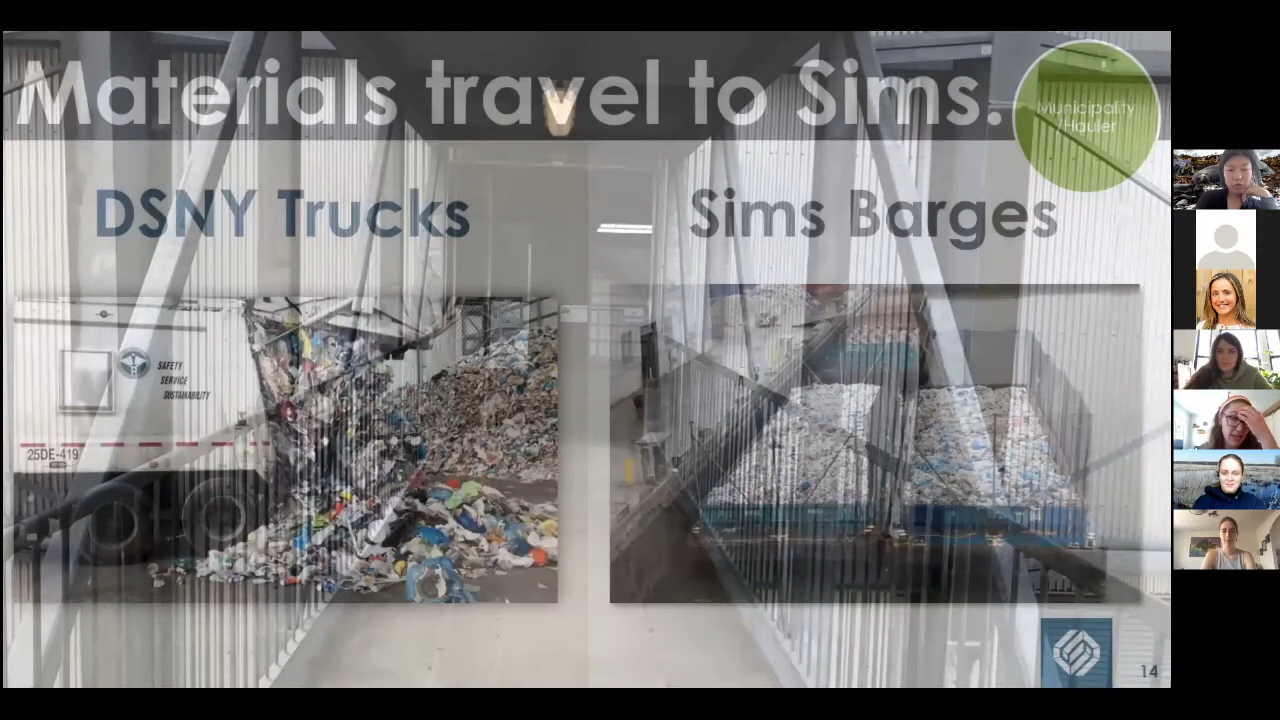 Materials travel to Sims.
Municipality
/Hauler
DSNY Trucks
Sims Barges
SAFETY
SERVICE
SUSTAINABILITY
25DE-419
14